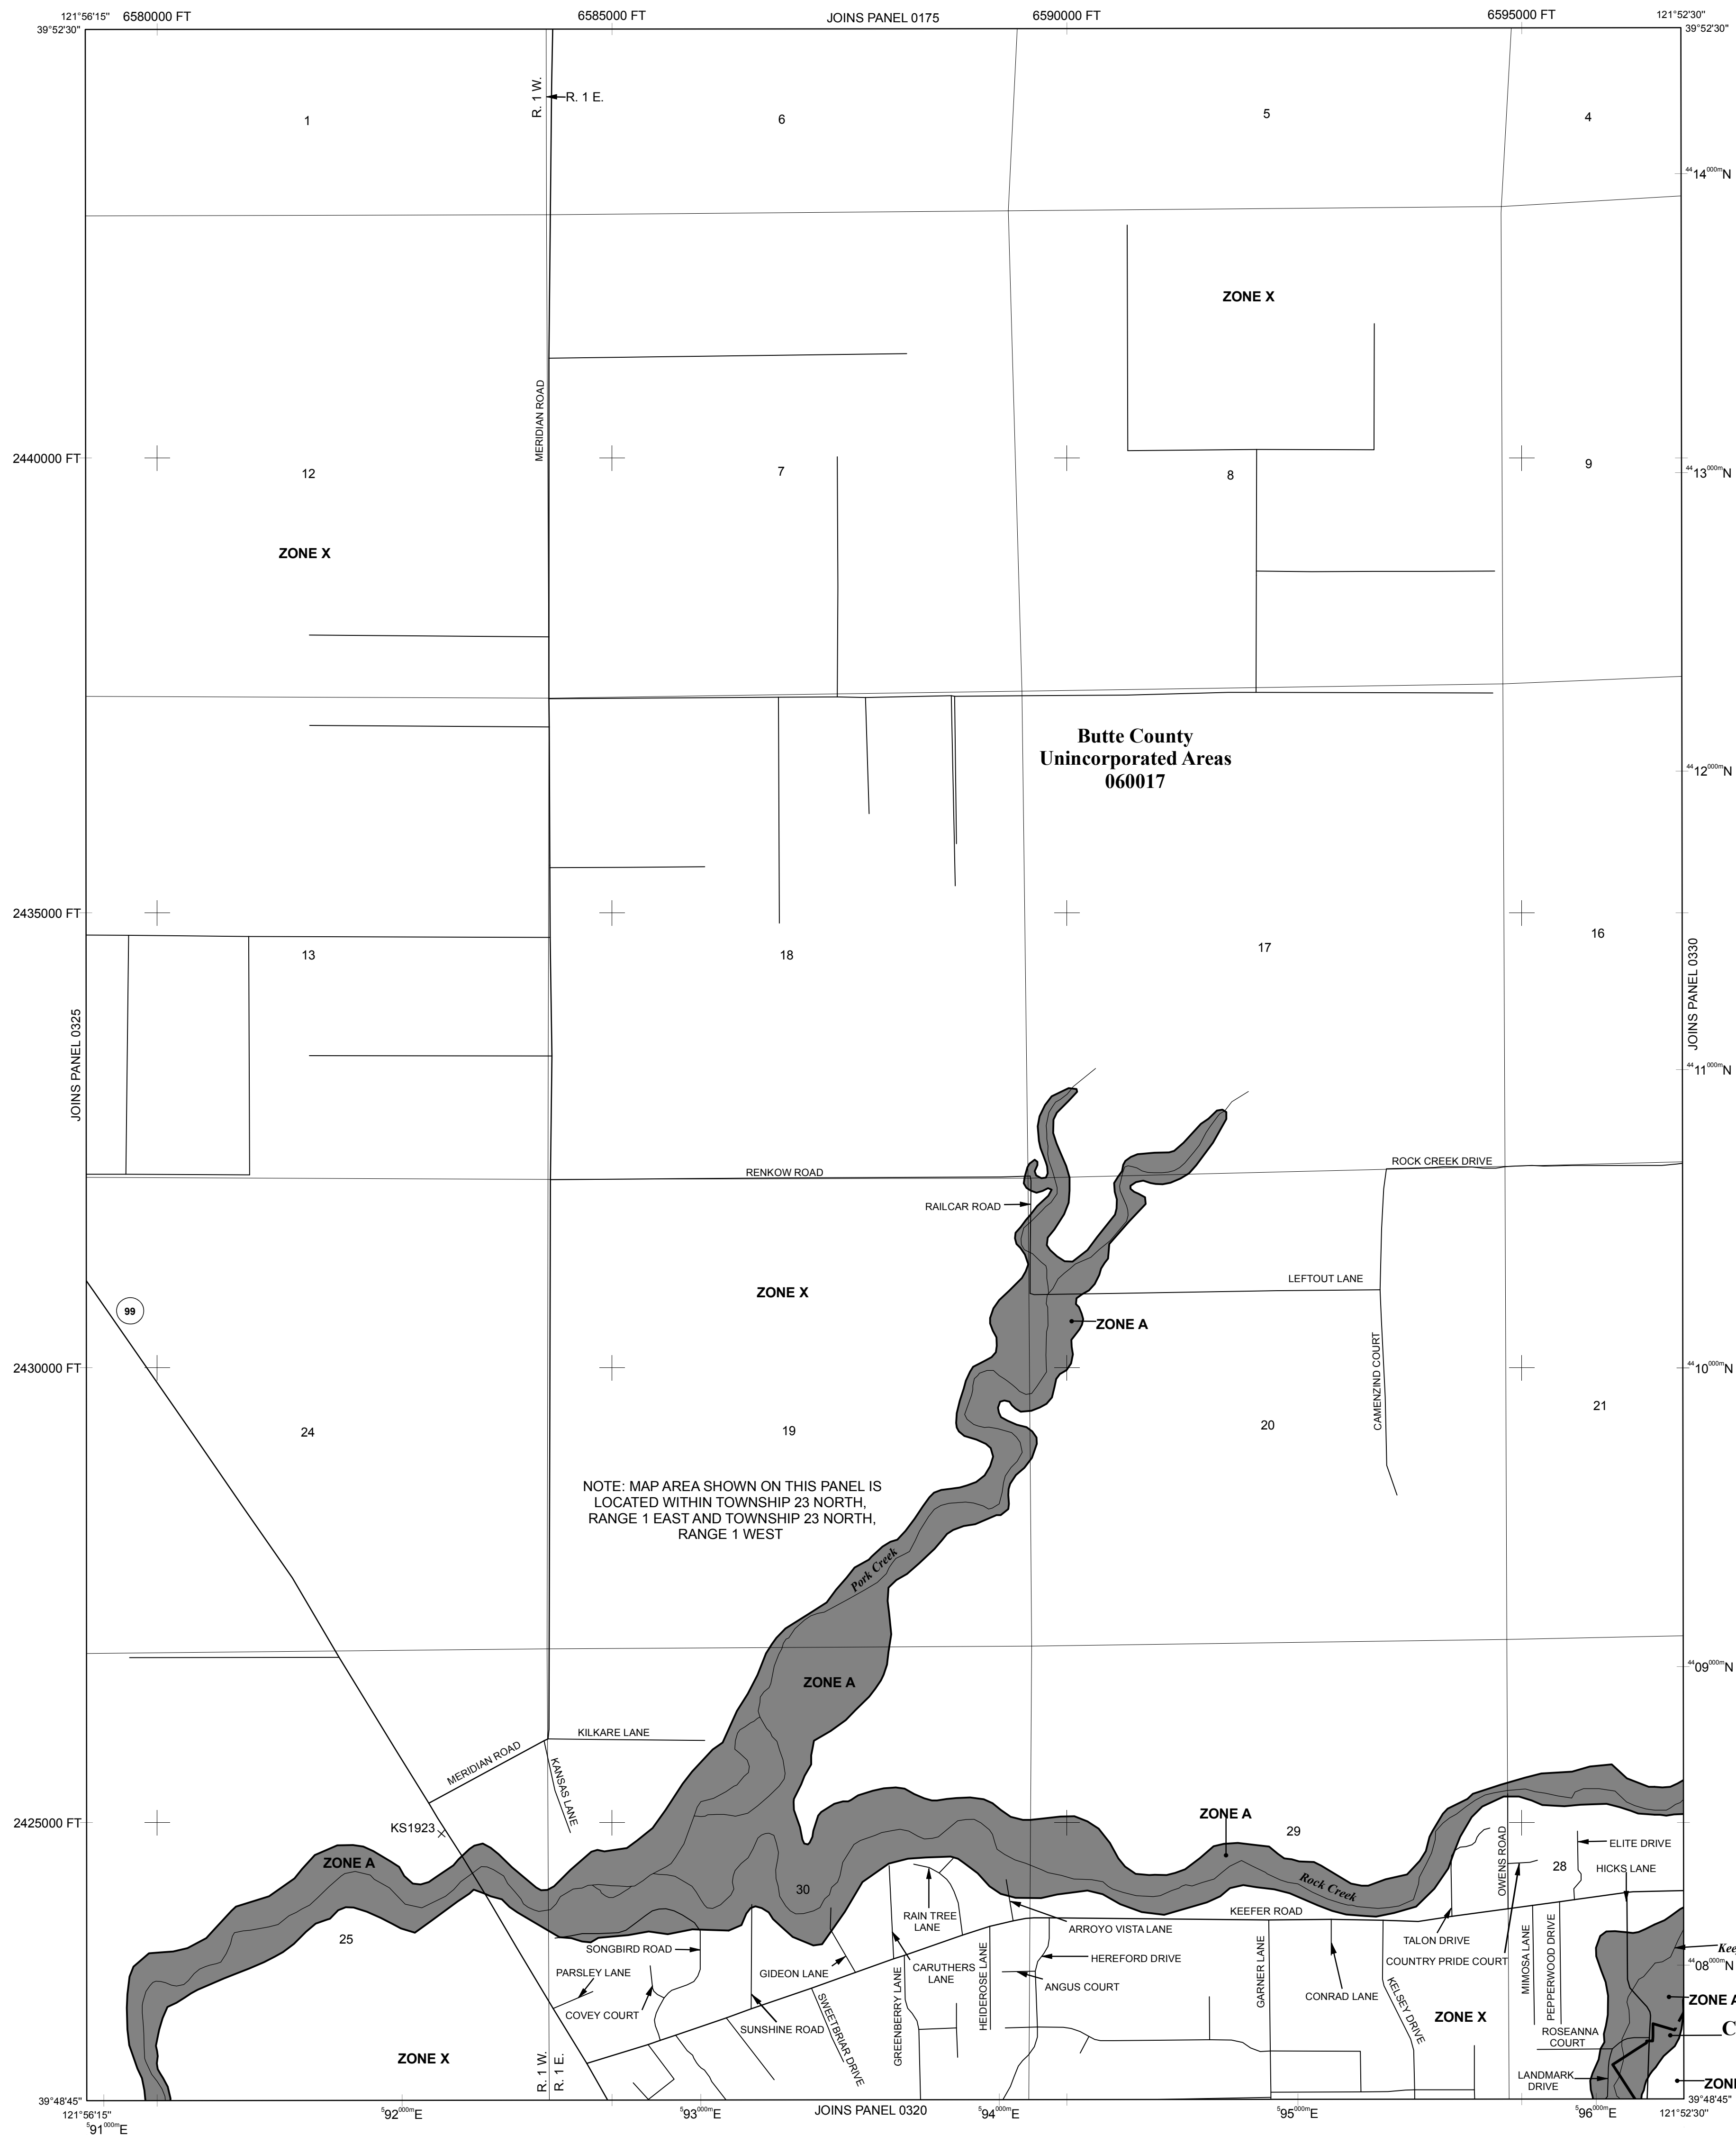 121°56'15" 6580000 FT 6585000 FT JOINS PANEL 0175 6590000 FT 6595000 FT 121°52'30"
39°52'30" 39°52'30"
R. 1 W. R. 1 E.
1 6 5 4
4414000mN
ZONE X
MERIDIAN ROAD
2440000 FT
12 7 8 9
4413000mN
ZONE X
Butte County
Unincorporated Areas
060017
4412000mN
2435000 FT
13 18 17 16
JOINS PANEL 0325
JOINS PANEL 0330
4411000mN
RENKOW ROAD
ROCK CREEK DRIVE
RAILCAR ROAD
LEFTOUT LANE
ZONE X
99
ZONE A
CAMENZIND COURT
2430000 FT
4410000mN
24 19 20 21
NOTE: MAP AREA SHOWN ON THIS PANEL IS
LOCATED WITHIN TOWNSHIP 23 NORTH,
RANGE 1 EAST AND TOWNSHIP 23 NORTH,
RANGE 1 WEST
Pork Creek
4409000mN
ZONE A
KILKARE LANE
MERIDIAN ROAD
KANSAS LANE
2425000 FT
KS1923
ZONE A
ZONE A
29
ELITE DRIVE
OWENS ROAD
28
HICKS LANE
30
Rock Creek
RAIN TREE
LANE
KEEFER ROAD
ARROYO VISTA LANE
25
SONGBIRD ROAD
TALON DRIVE
COUNTRY PRIDE COURT
Kee
4408000mN
PARSLEY LANE
GIDEON LANE
CARUTHERS
LANE
HEREFORD DRIVE
ANGUS COURT
HEIDEROSE LANE
GARNER LANE
MIMOSA LANE
PEPPERWOOD DRIVE
COVEY COURT
CONRAD LANE
ZONE A
SUNSHINE ROAD
SWEETBRIAR DRIVE
GREENBERRY LANE
KELSEY DRIVE
ZONE X
ROSEANNA
COURT
C
ZONE X
R. 1 W.
R. 1 E.
LANDMARK
DRIVE
ZONE
39°48'45" 39°48'45"
121°56'15" 592000mE 593000mE JOINS PANEL 0320 594000mE 595000mE 596000mE 121°52'30"
591000mE